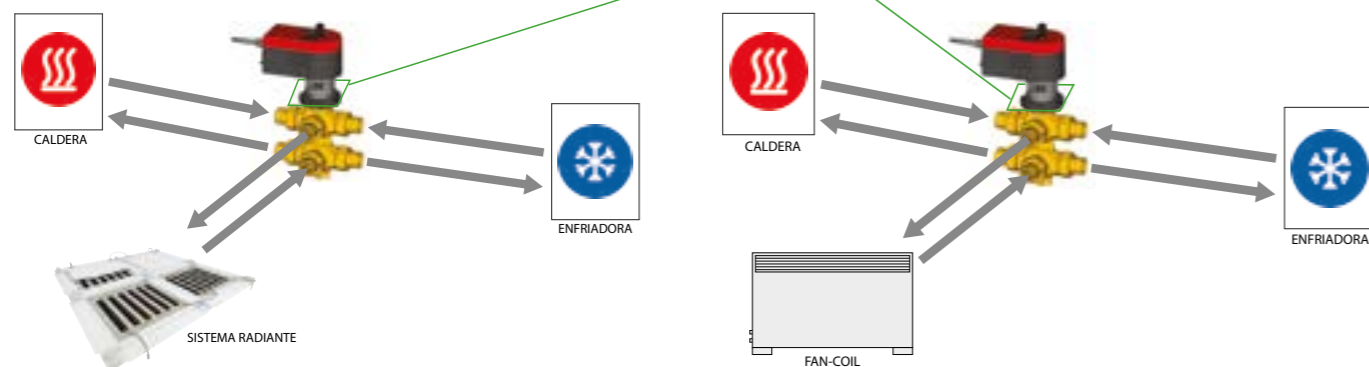 CALDERA
CALDERA
ENFRIADORA
ENFRIADORA
SISTEMA RADIANTE
FAN-COIL